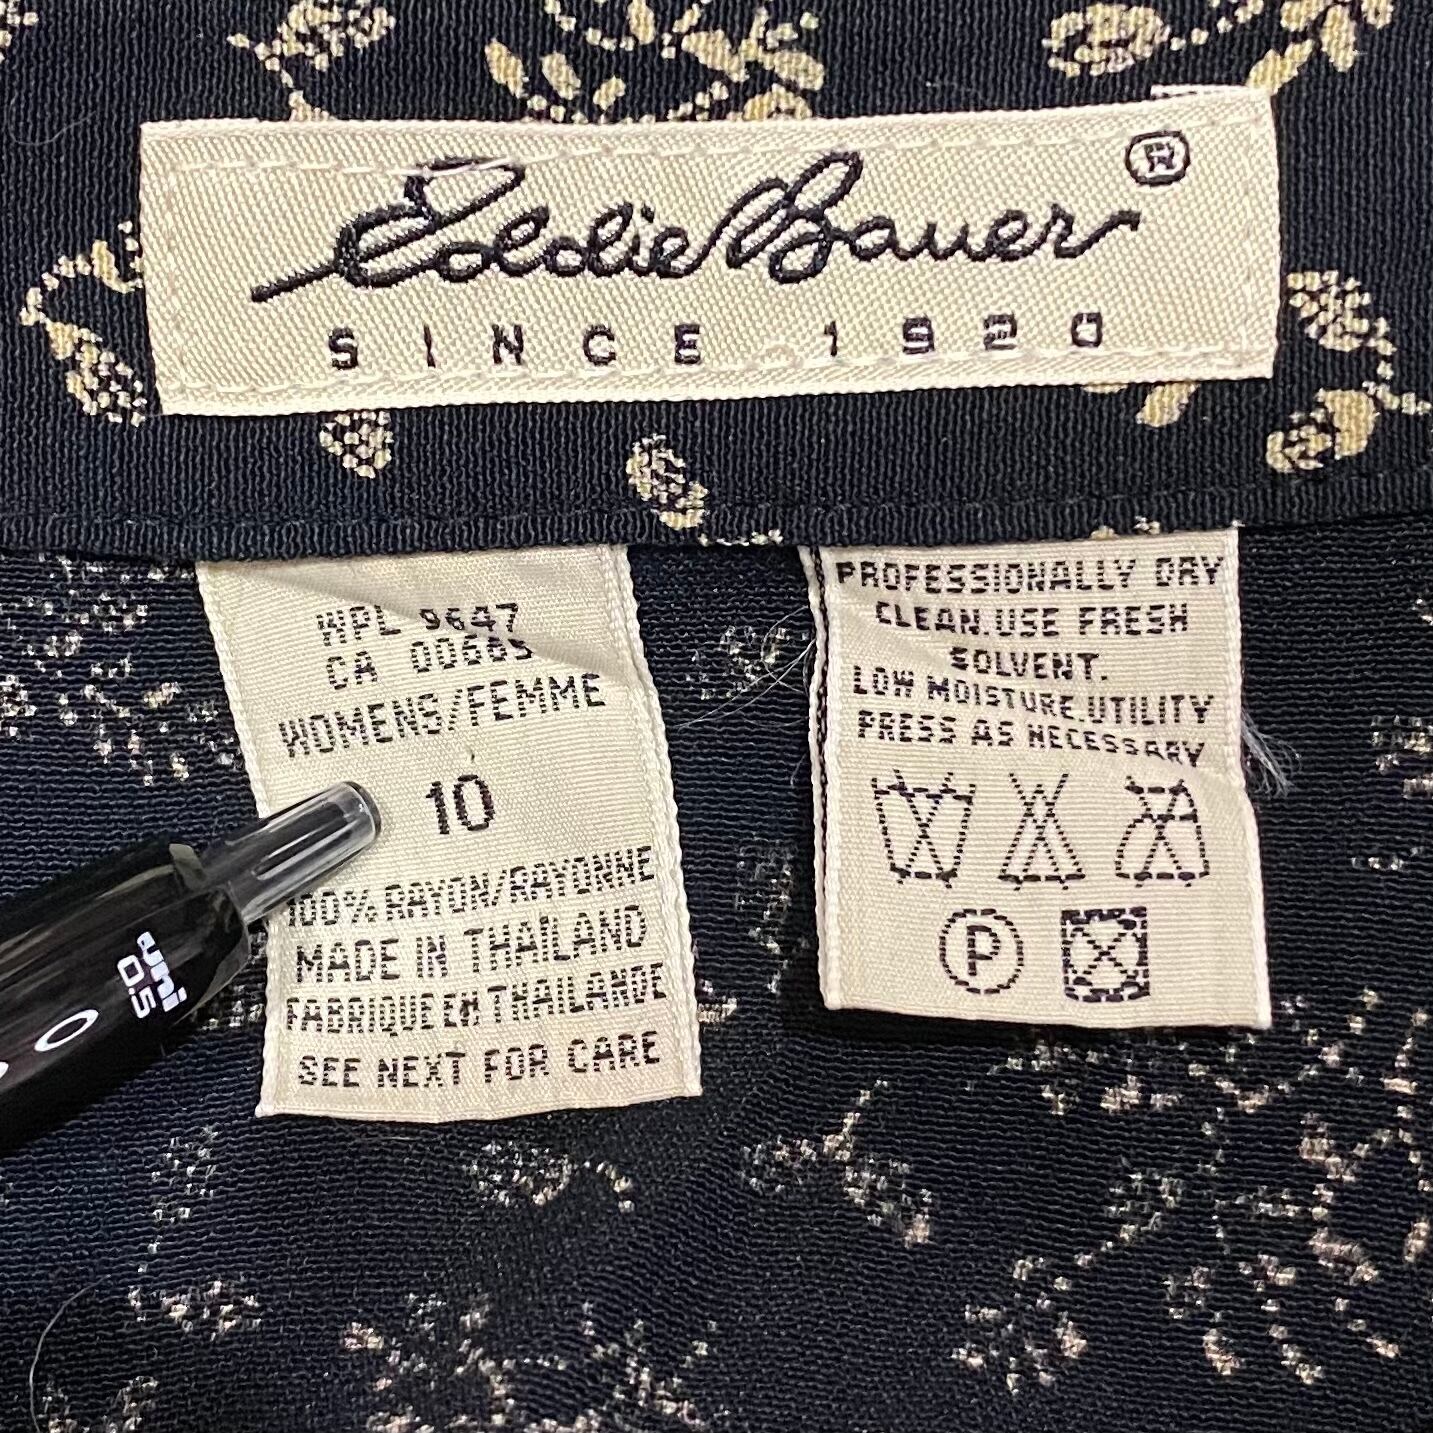 Eddie Bauer ®
SINCE 1920
WPL 9647
CA 00685
WOMENS/FEMME
10
100% RAYON/RAYONNE
MADE IN THAILAND
FABRIQUE EN THAILANDE
SEE NEXT FOR CARE
PROFESSIONALLY DRY
CLEAN.USE FRESH
SOLVENT.
LOW MOISTURE.UTILITY
PRESS AS NECESSARY
P
uni
0.5